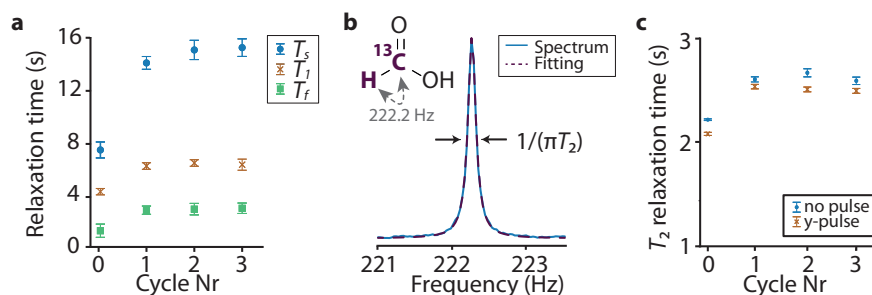 a
Relaxation time (s)
16
12
8
4
0
0 1 2 3
Cycle Nr
Ts
T1
Tf
b
O
13C
H
OH
222.2 Hz
Spectrum
Fitting
1/(πT2)
221 222 223
Frequency (Hz)
c
T2 relaxation time (s)
3
2
1
0 1 2 3
Cycle Nr
no pulse
y-pulse